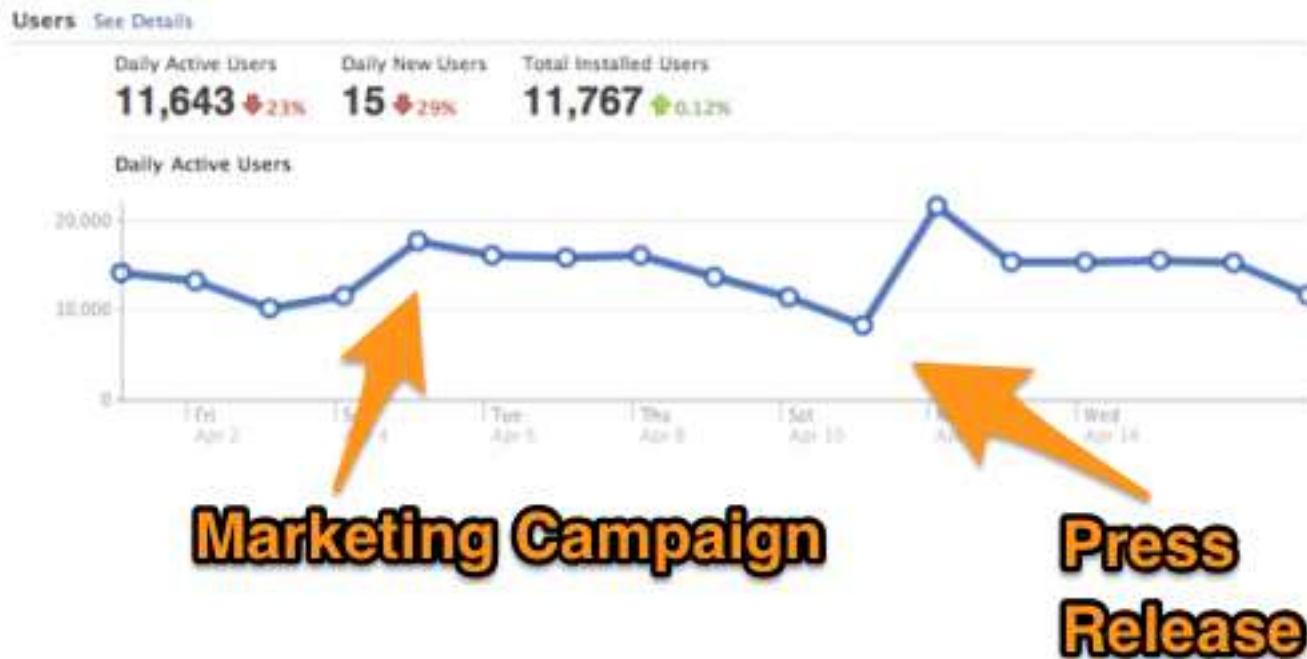 Users See Details
Daily Active Users Daily New Users Total Installed Users
11,643 23% 15 29% 11,767 0.12%
Daily Active Users
20,000
10,000
0
Fri Tue Thu Sat Wed
Apr 2 4 Apr 6 Apr 8 Apr 10 Apr 14
Marketing Campaign
Press
Release